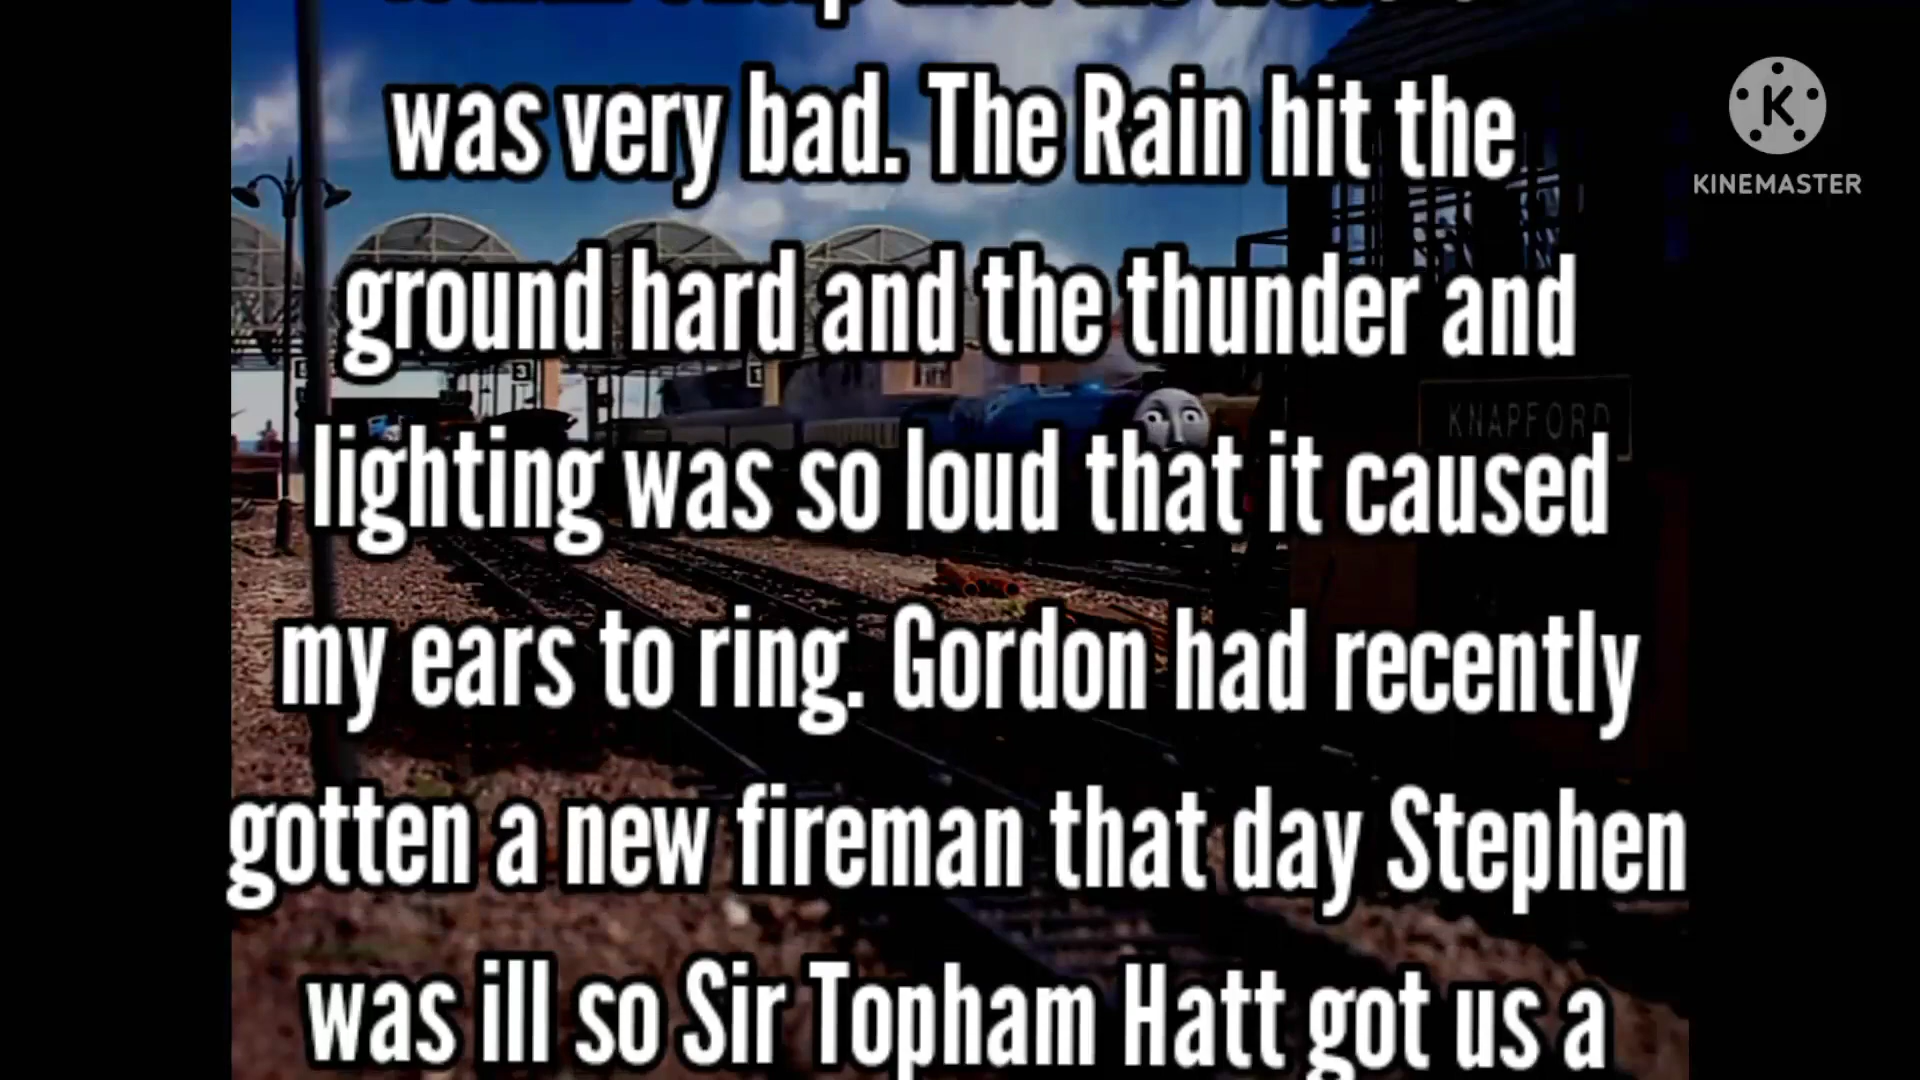 was very bad. The Rain hit the
ground hard and the thunder and
lighting was so loud that it caused
my ears to ring. Gordon had recently
gotten a new fireman that day Stephen
was ill so Sir Topham Hatt got us a
KINEMASTER
KNAPFORD
3
1